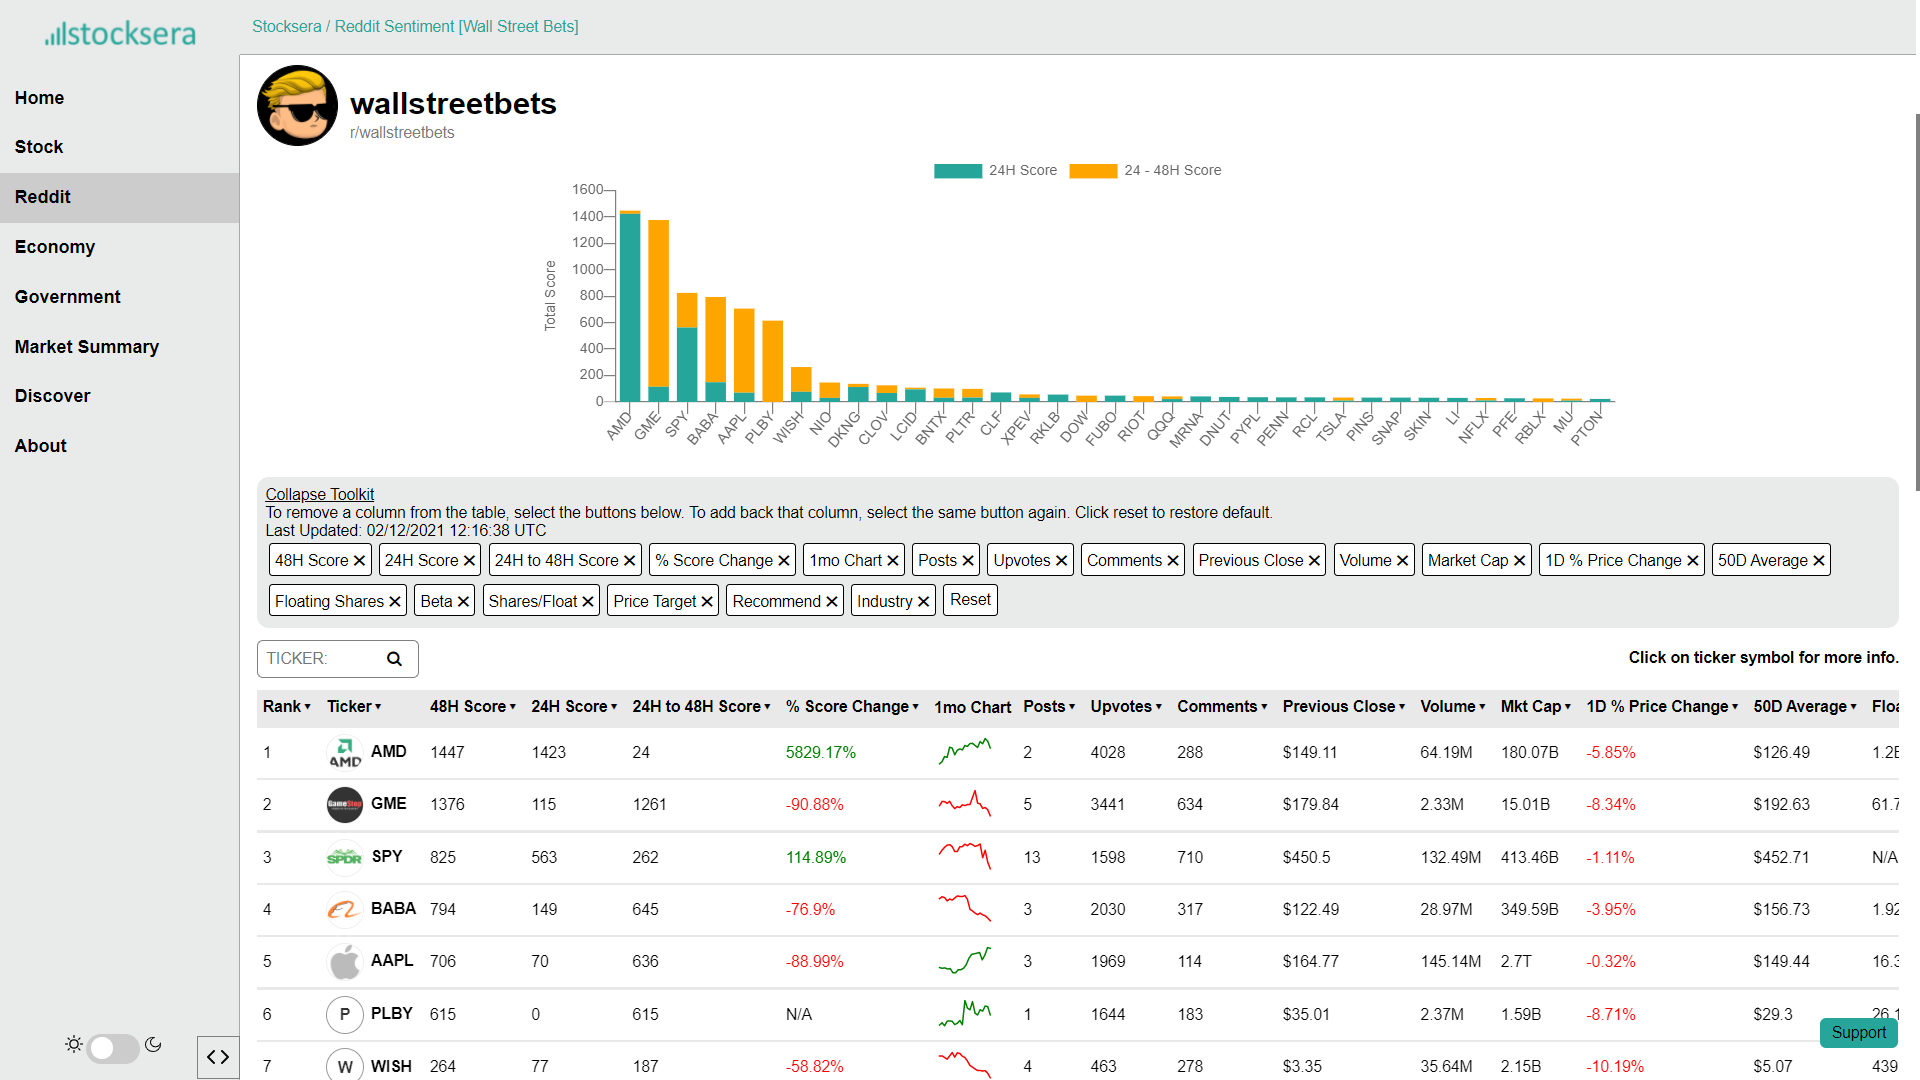 stocksera
Stocksera / Reddit Sentiment [Wall Street Bets]
Home
Stock
Reddit
Economy
Government
Market Summary
Discover
About
wallstreetbets
r/wallstreetbets
24H Score 24 - 48H Score
Total Score
1600
1400
1200
1000
800
600
400
200
0
AMD GME SPY BABA AAPL PLBY WISH NIO DKNG CLOV LCID BNTX PLTR CLF XPEV RKLB DOW FUBO RIOT QQQ MRNA DNUT PYPL PENN RCL TSLA PINS SNAP SKIN LI NFLX PFE RBLX MU PTON
Collapse Toolkit
To remove a column from the table, select the buttons below. To add back that column, select the same button again. Click reset to restore default.
Last Updated: 02/12/2021 12:16:38 UTC
48H Score ✕ 24H Score ✕ 24H to 48H Score ✕ % Score Change ✕ 1mo Chart ✕ Posts ✕ Upvotes ✕ Comments ✕ Previous Close ✕ Volume ✕ Market Cap ✕ 1D % Price Change ✕ 50D Average ✕
Floating Shares ✕ Beta ✕ Shares/Float ✕ Price Target ✕ Recommend ✕ Industry ✕ Reset
TICKER:
Click on ticker symbol for more info.
Rank Ticker 48H Score 24H Score 24H to 48H Score % Score Change 1mo Chart Posts Upvotes Comments Previous Close Volume Mkt Cap 1D % Price Change 50D Average Floa
1 AMD AMD 1447 1423 24 5829.17% 2 4028 288 $149.11 64.19M 180.07B -5.85% $126.49 1.2B
2 GameStop GME 1376 115 1261 -90.88% 5 3441 634 $179.84 2.33M 15.01B -8.34% $192.63 61.7
3 SPDR SPY 825 563 262 114.89% 13 1598 710 $450.5 132.49M 413.46B -1.11% $452.71 N/A
4 BABA 794 149 645 -76.9% 3 2030 317 $122.49 28.97M 349.59B -3.95% $156.73 1.92
5 AAPL 706 70 636 -88.99% 3 1969 114 $164.77 145.14M 2.7T -0.32% $149.44 16.3
6 P PLBY 615 0 615 N/A 1 1644 183 $35.01 2.37M 1.59B -8.71% $29.3 26.1
7 W WISH 264 77 187 -58.82% 4 463 278 $3.35 35.64M 2.15B -10.19% $5.07 439
Support